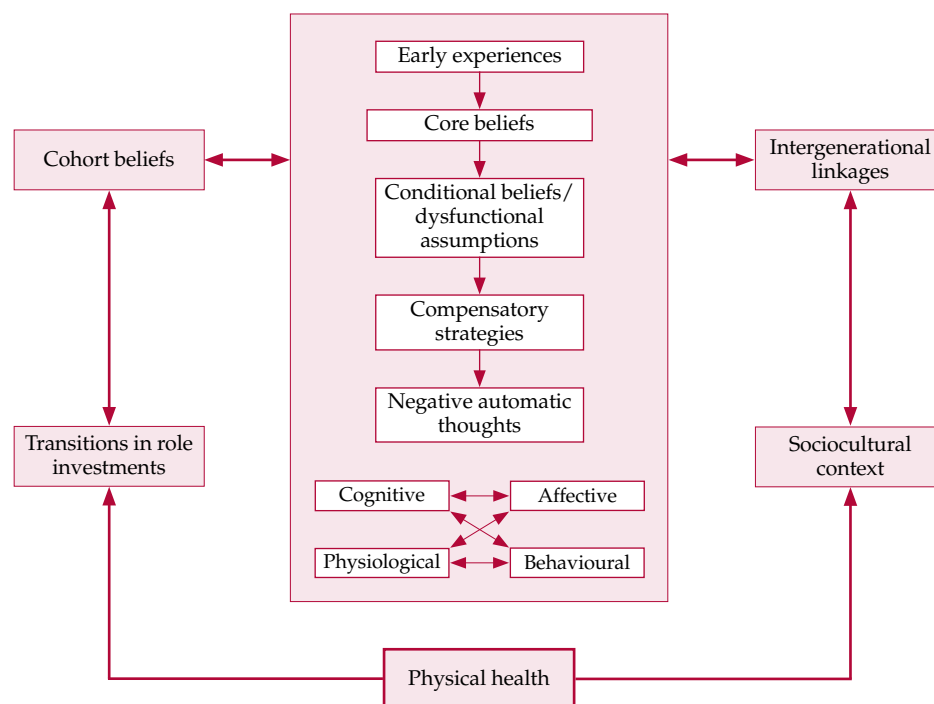 Early experiences
Core beliefs
Cohort beliefs
Intergenerational
linkages
Conditional beliefs/
dysfunctional
assumptions
Compensatory
strategies
Negative automatic
thoughts
Transitions in role
investments
Sociocultural
context
Cognitive
Affective
Physiological
Behavioural
Physical health